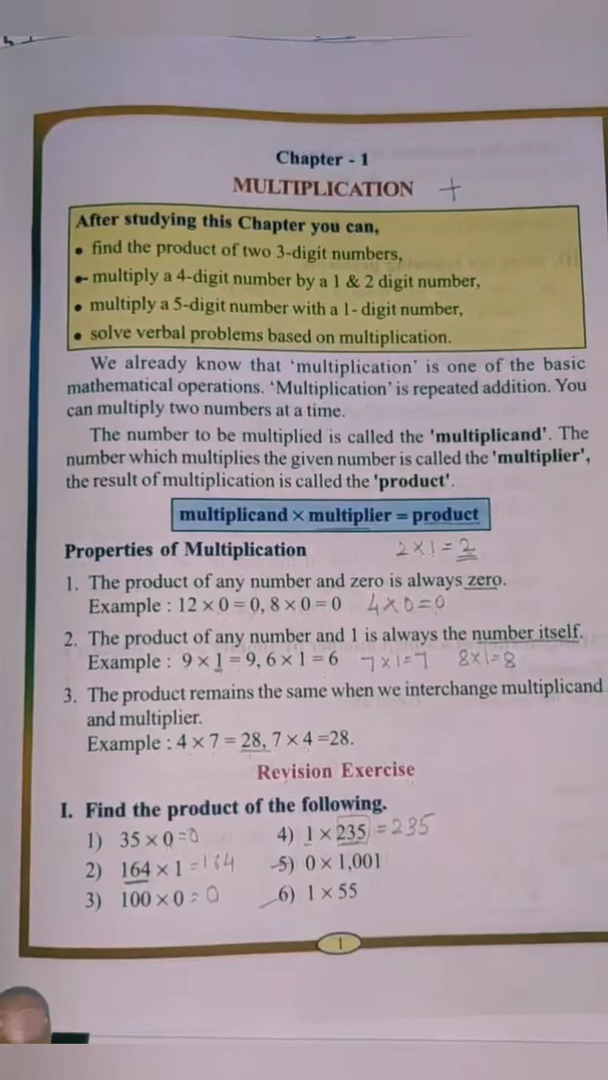 Chapter - 1
MULTIPLICATION +
After studying this Chapter you can,
• find the product of two 3-digit numbers,
• multiply a 4-digit number by a 1 & 2 digit number,
• multiply a 5-digit number with a 1- digit number,
• solve verbal problems based on multiplication.
We already know that ‘multiplication’ is one of the basic
mathematical operations. ‘Multiplication’ is repeated addition. You
can multiply two numbers at a time.
The number to be multiplied is called the 'multiplicand'. The
number which multiplies the given number is called the 'multiplier',
the result of multiplication is called the 'product'.
multiplicand × multiplier = product
Properties of Multiplication 2×1=2
1. The product of any number and zero is always zero.
Example : 12 × 0 = 0, 8 × 0 = 0 4×0=0
2. The product of any number and 1 is always the number itself.
Example : 9 × 1 = 9, 6 × 1 = 6 7×1=7 8×1=8
3. The product remains the same when we interchange multiplicand
and multiplier.
Example : 4 × 7 = 28, 7 × 4 =28.
Revision Exercise
I. Find the product of the following.
1) 35 × 0 =0 4) 1 × 235 =235
2) 164 × 1 =164 5) 0 × 1,001
3) 100 × 0 =0 6) 1 × 55
1